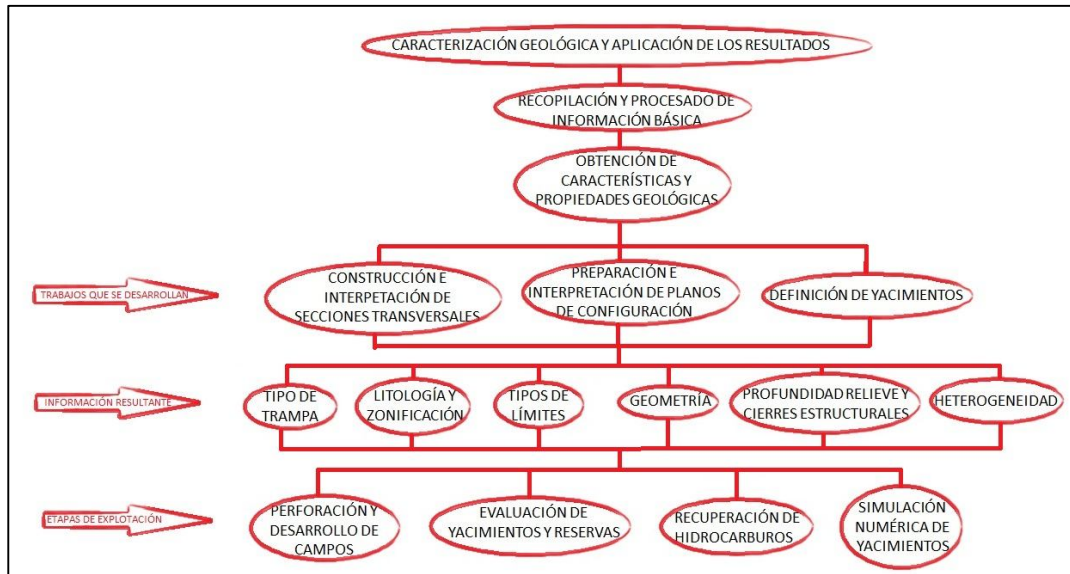 CARACTERIZACIÓN GEOLÓGICA Y APLICACIÓN DE LOS RESULTADOS
RECOPILACIÓN Y PROCESADO DE
INFORMACIÓN BÁSICA
OBTENCIÓN DE
CARACTERÍSTICAS Y
PROPIEDADES GEOLÓGICAS
TRABAJOS QUE SE DESARROLLAN
CONSTRUCCIÓN E
INTERPETACIÓN DE
SECCIONES TRANSVERSALES
PREPARACIÓN E
INTERPRETACIÓN DE PLANOS
DE CONFIGURACIÓN
DEFINICIÓN DE YACIMIENTOS
INFORMACIÓN RESULTANTE
TIPO DE
TRAMPA
LITOLOGÍA Y
ZONIFICACIÓN
TIPOS DE
LÍMITES
GEOMETRÍA
PROFUNDIDAD RELIEVE Y
CIERRES ESTRUCTURALES
HETEROGENEIDAD
ETAPAS DE EXPLOTACIÓN
PERFORACIÓN Y
DESARROLLO DE
CAMPOS
EVALUACIÓN DE
YACIMIENTOS Y RESERVAS
RECUPERACIÓN DE
HIDROCARBUROS
SIMULACIÓN
NUMÉRICA DE
YACIMIENTOS